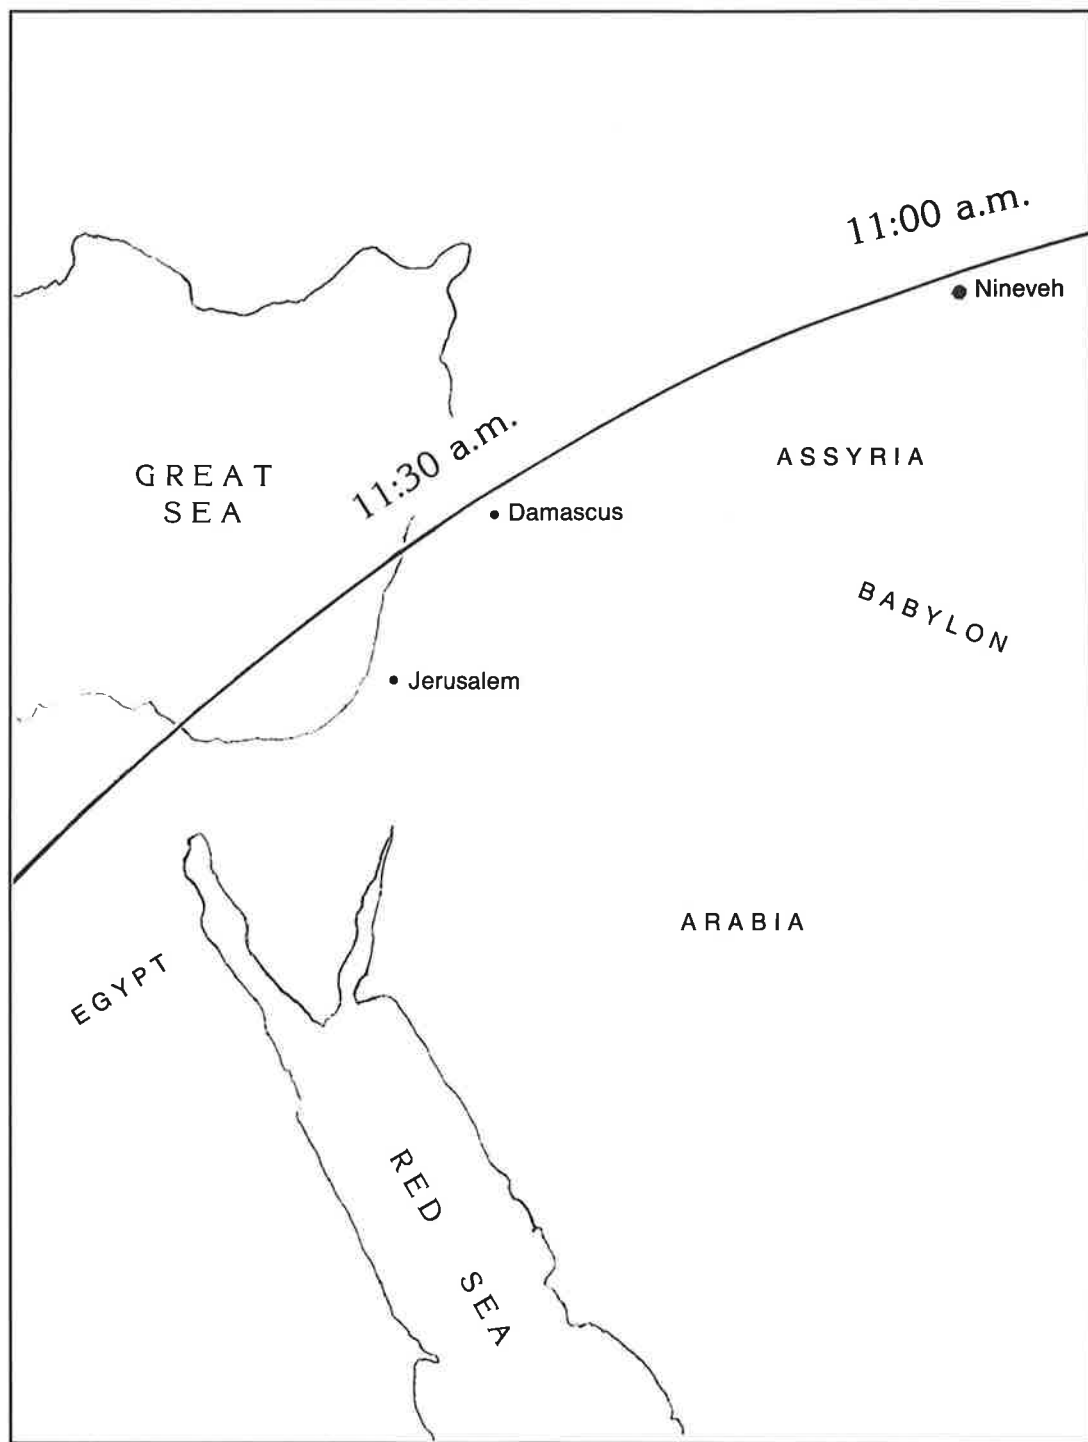 11:00 a.m.
Nineveh
11:30 a.m.
ASSYRIA
GREAT
SEA
Damascus
BABYLON
Jerusalem
ARABIA
EGYPT
RED SEA